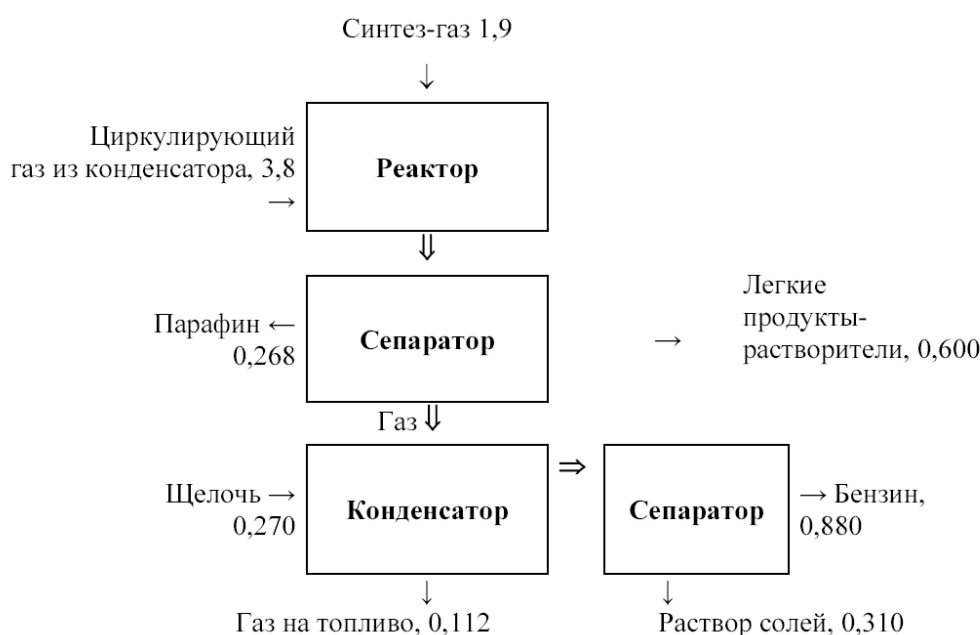 Синтез-газ 1,9
↓
Циркулирующий
газ из конденсатора, 3,8
→
Реактор
⇓
Парафин ←
0,268
Сепаратор
→
Легкие
продукты-
растворители, 0,600
Газ ⇓
Щелочь →
0,270
Конденсатор
⇒
Сепаратор
→ Бензин,
0,880
↓
Газ на топливо, 0,112
↓
Раствор солей, 0,310